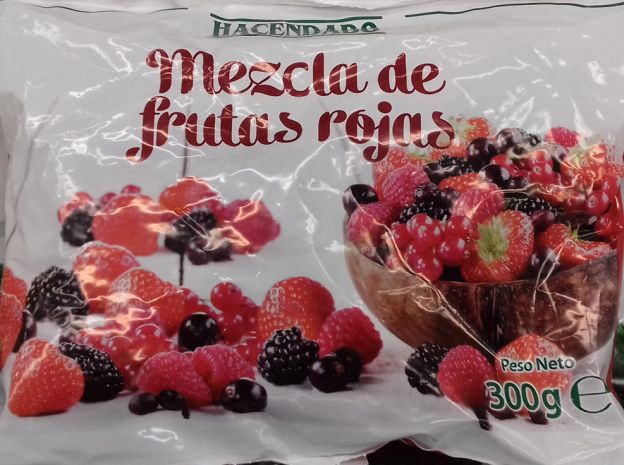 HACENDADO
Mezcla de
frutas rojas
Peso Neto
300g e